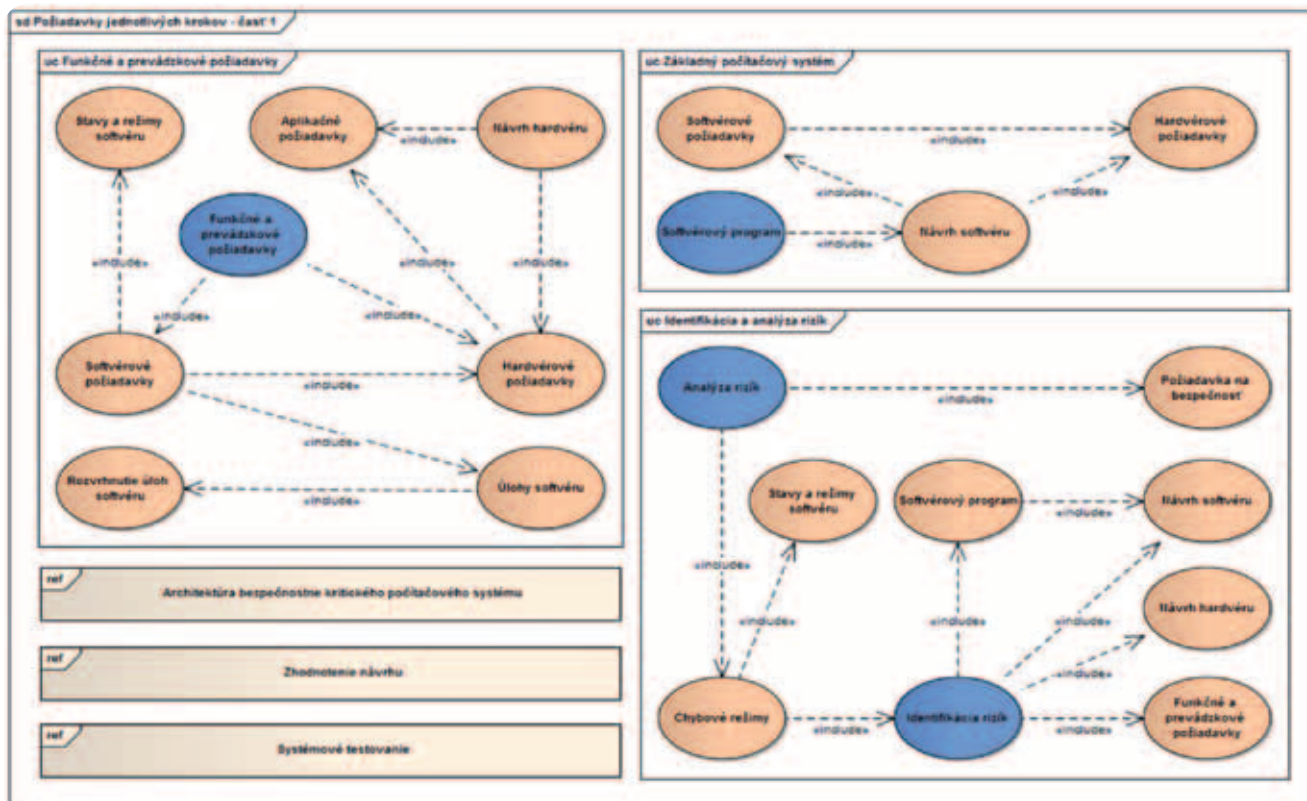 sd Požiadavky jednotlivých krokov - časť 1
uc Funkčné a prevádzkové požiadavky
Stavy a režimy
softvéru
Aplikačné
požiadavky
«include»
Návrh hardvéru
Funkčné a
prevádzkové
požiadavky
«include»
«include»
«include»
«include»
«include»
Softvérové
požiadavky
«include»
Hardvérové
požiadavky
«include»
Rozvrhnutie úloh
softvéru
«include»
Úlohy softvéru
ref
Architektúra bezpečnostne kritického počítačového systému
ref
Zhodotenie návrhu
ref
Systémové testovanie
uc Základný počítačový systém
Softvérové
požiadavky
«include»
Hardvérové
požiadavky
«include»
«include»
Softvérový program
«include»
Návrh softvéru
uc Identifikácia a analýza rizík
Analýza rizík
«include»
Požiadavka na
bezpečnosť
Stavy a režimy
softvéru
Softvérový program
«include»
Návrh softvéru
«include»
«include»
«include»
«include»
«include»
Návrh hardvéru
Chybové režimy
«include»
Identifikácia rizík
«include»
Funkčné a
prevádzkové
požiadavky